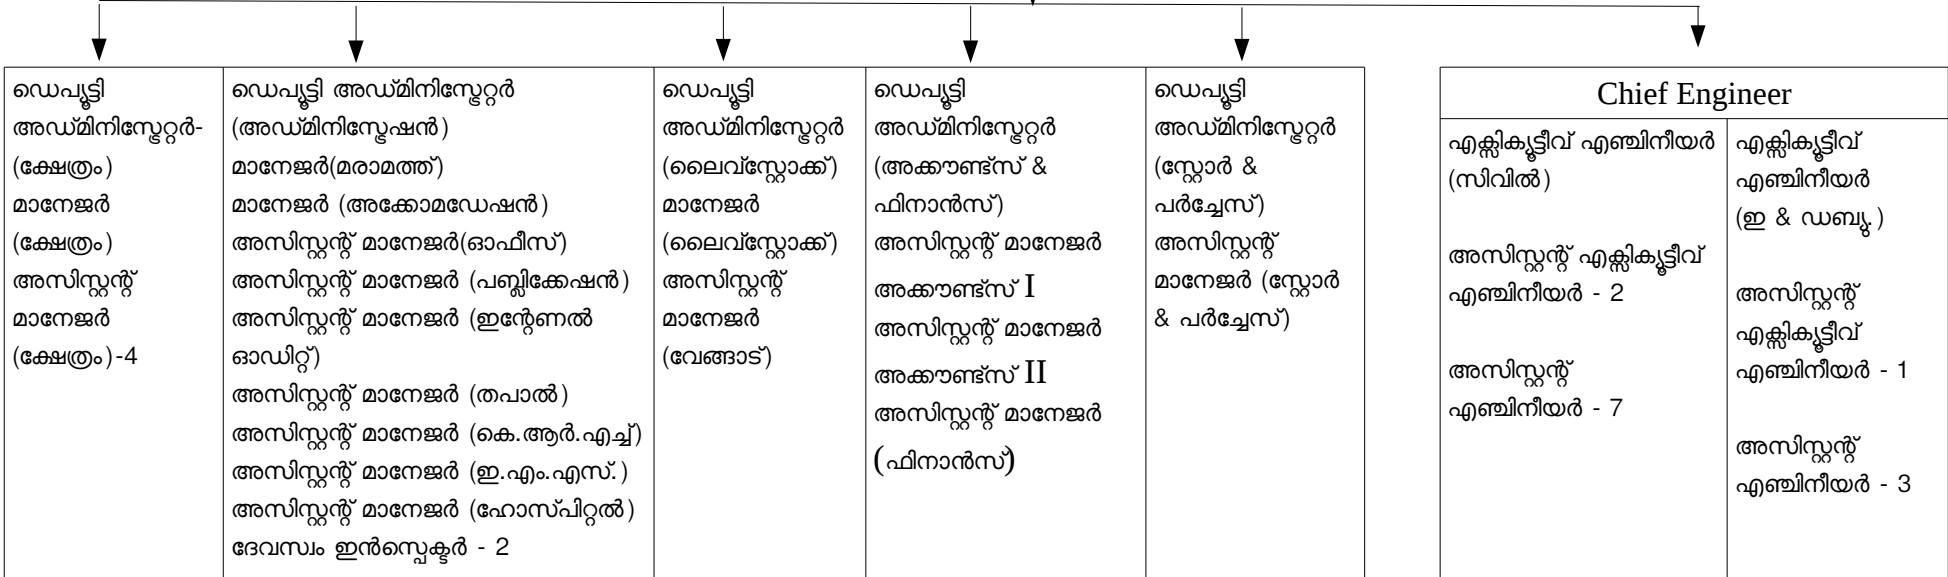 ഡെപ്യൂട്ടി
അഡ്മിനിസ്ട്രേറ്റർ-
(ക്ഷേത്രം)
മാനേജർ
(ക്ഷേത്രം)
അസിസ്റ്റന്റ്
മാനേജർ
(ക്ഷേത്രം)-4
ഡെപ്യൂട്ടി അഡ്മിനിസ്ട്രേറ്റർ
(അഡ്മിനിസ്ട്രേഷൻ)
മാനേജർ(മരാമത്ത്)
മാനേജർ (അക്കോമഡേഷൻ)
അസിസ്റ്റന്റ് മാനേജർ(ഓഫീസ്)
അസിസ്റ്റന്റ് മാനേജർ (പബ്ലിക്കേഷൻ)
അസിസ്റ്റന്റ് മാനേജർ (ഇന്റേണൽ
ഓഡിറ്റ്)
അസിസ്റ്റന്റ് മാനേജർ (തപാൽ)
അസിസ്റ്റന്റ് മാനേജർ (കെ.ആർ.എച്ച്)
അസിസ്റ്റന്റ് മാനേജർ (ഇ.എം.എസ്.)
അസിസ്റ്റന്റ് മാനേജർ (ഹോസ്പിറ്റൽ)
ദേവസ്വം ഇൻസ്പെക്ടർ - 2
ഡെപ്യൂട്ടി
അഡ്മിനിസ്ട്രേറ്റർ
(ലൈവ്സ്റ്റോക്ക്)
മാനേജർ
(ലൈവ്സ്റ്റോക്ക്)
അസിസ്റ്റന്റ്
മാനേജർ
(വേങ്ങാട്)
ഡെപ്യൂട്ടി
അഡ്മിനിസ്ട്രേറ്റർ
(അക്കൗണ്ട്സ് &
ഫിനാൻസ്)
അസിസ്റ്റന്റ് മാനേജർ
അക്കൗണ്ട്സ് I
അസിസ്റ്റന്റ് മാനേജർ
അക്കൗണ്ട്സ് II
അസിസ്റ്റന്റ് മാനേജർ
(ഫിനാൻസ്)
ഡെപ്യൂട്ടി
അഡ്മിനിസ്ട്രേറ്റർ
(സ്റ്റോർ &
പർച്ചേസ്)
അസിസ്റ്റന്റ്
മാനേജർ (സ്റ്റോർ
& പർച്ചേസ്)
Chief Engineer
എക്സിക്യൂട്ടീവ് എഞ്ചിനീയർ
(സിവിൽ)
അസിസ്റ്റന്റ് എക്സിക്യൂട്ടീവ്
എഞ്ചിനീയർ - 2
അസിസ്റ്റന്റ്
എഞ്ചിനീയർ - 7
എക്സിക്യൂട്ടീവ്
എഞ്ചിനീയർ
(ഇ & ഡബ്യു.)
അസിസ്റ്റന്റ്
എക്സിക്യൂട്ടീവ്
എഞ്ചിനീയർ - 1
അസിസ്റ്റന്റ്
എഞ്ചിനീയർ - 3